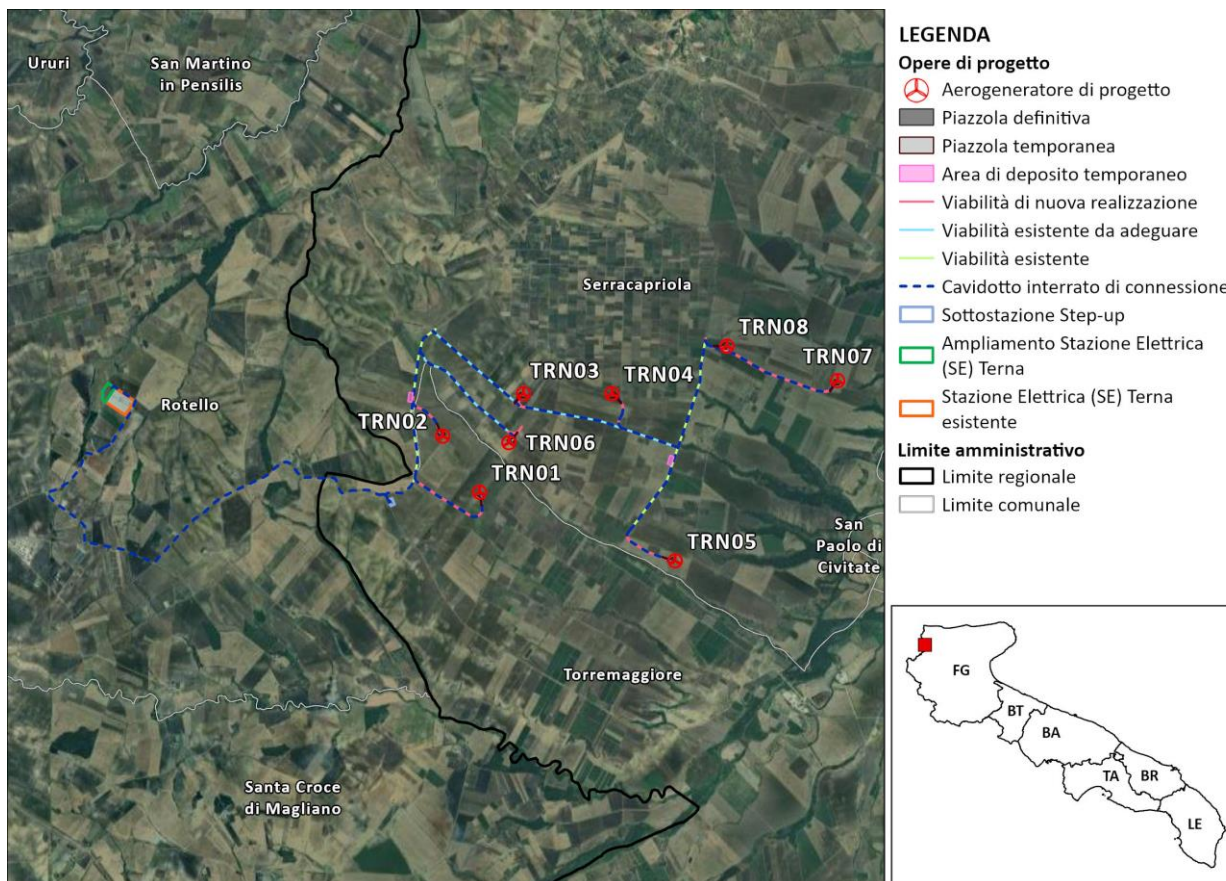 Ururi
San Martino
in Pensilis
Serracapriola
TRN08
TRN07
TRN03
TRN04
Rotello
TRN02
TRN06
TRN01
TRN05
San
Paolo di
Civitate
Torremaggiore
Santa Croce
di Magliano
LEGENDA
Opere di progetto
Aerogeneratore di progetto
Piazzola definitiva
Piazzola temporanea
Area di deposito temporaneo
Viabilità di nuova realizzazione
Viabilità esistente da adeguare
Viabilità esistente
Cavidotto interrato di connessione
Sottostazione Step-up
Ampliamento Stazione Elettrica
(SE) Terna
Stazione Elettrica (SE) Terna
esistente
Limite amministrativo
Limite regionale
Limite comunale
FG
BT
BA
TA
BR
LE